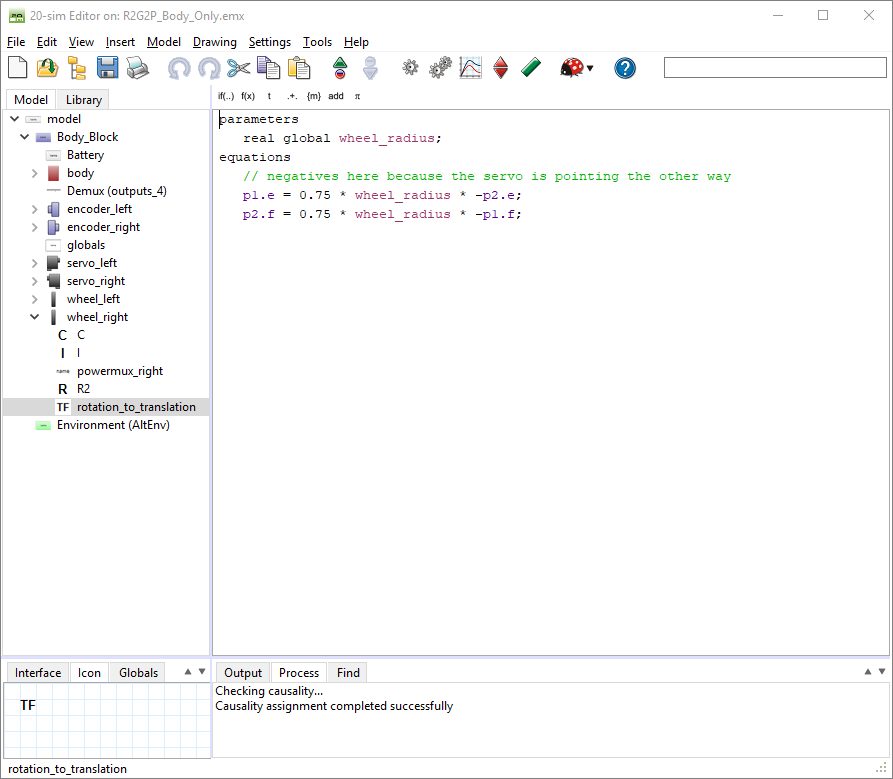 20-sim Editor on: R2G2P_Body_Only.emx
File Edit View Insert Model Drawing Settings Tools Help
Model Library
if(..) f(x) t .+. {m} add π
model
Body_Block
Battery
body
Demux (outputs_4)
encoder_left
encoder_right
globals
servo_left
servo_right
wheel_left
wheel_right
C C
I I
name powermux_right
R R2
TF rotation_to_translation
Environment (AltEnv)
parameters
real global wheel_radius;
equations
// negatives here because the servo is pointing the other way
p1.e = 0.75 * wheel_radius * -p2.e;
p2.f = 0.75 * wheel_radius * -p1.f;
Interface Icon Globals
TF
Output Process Find
Checking causality...
Causality assignment completed successfully
rotation_to_translation